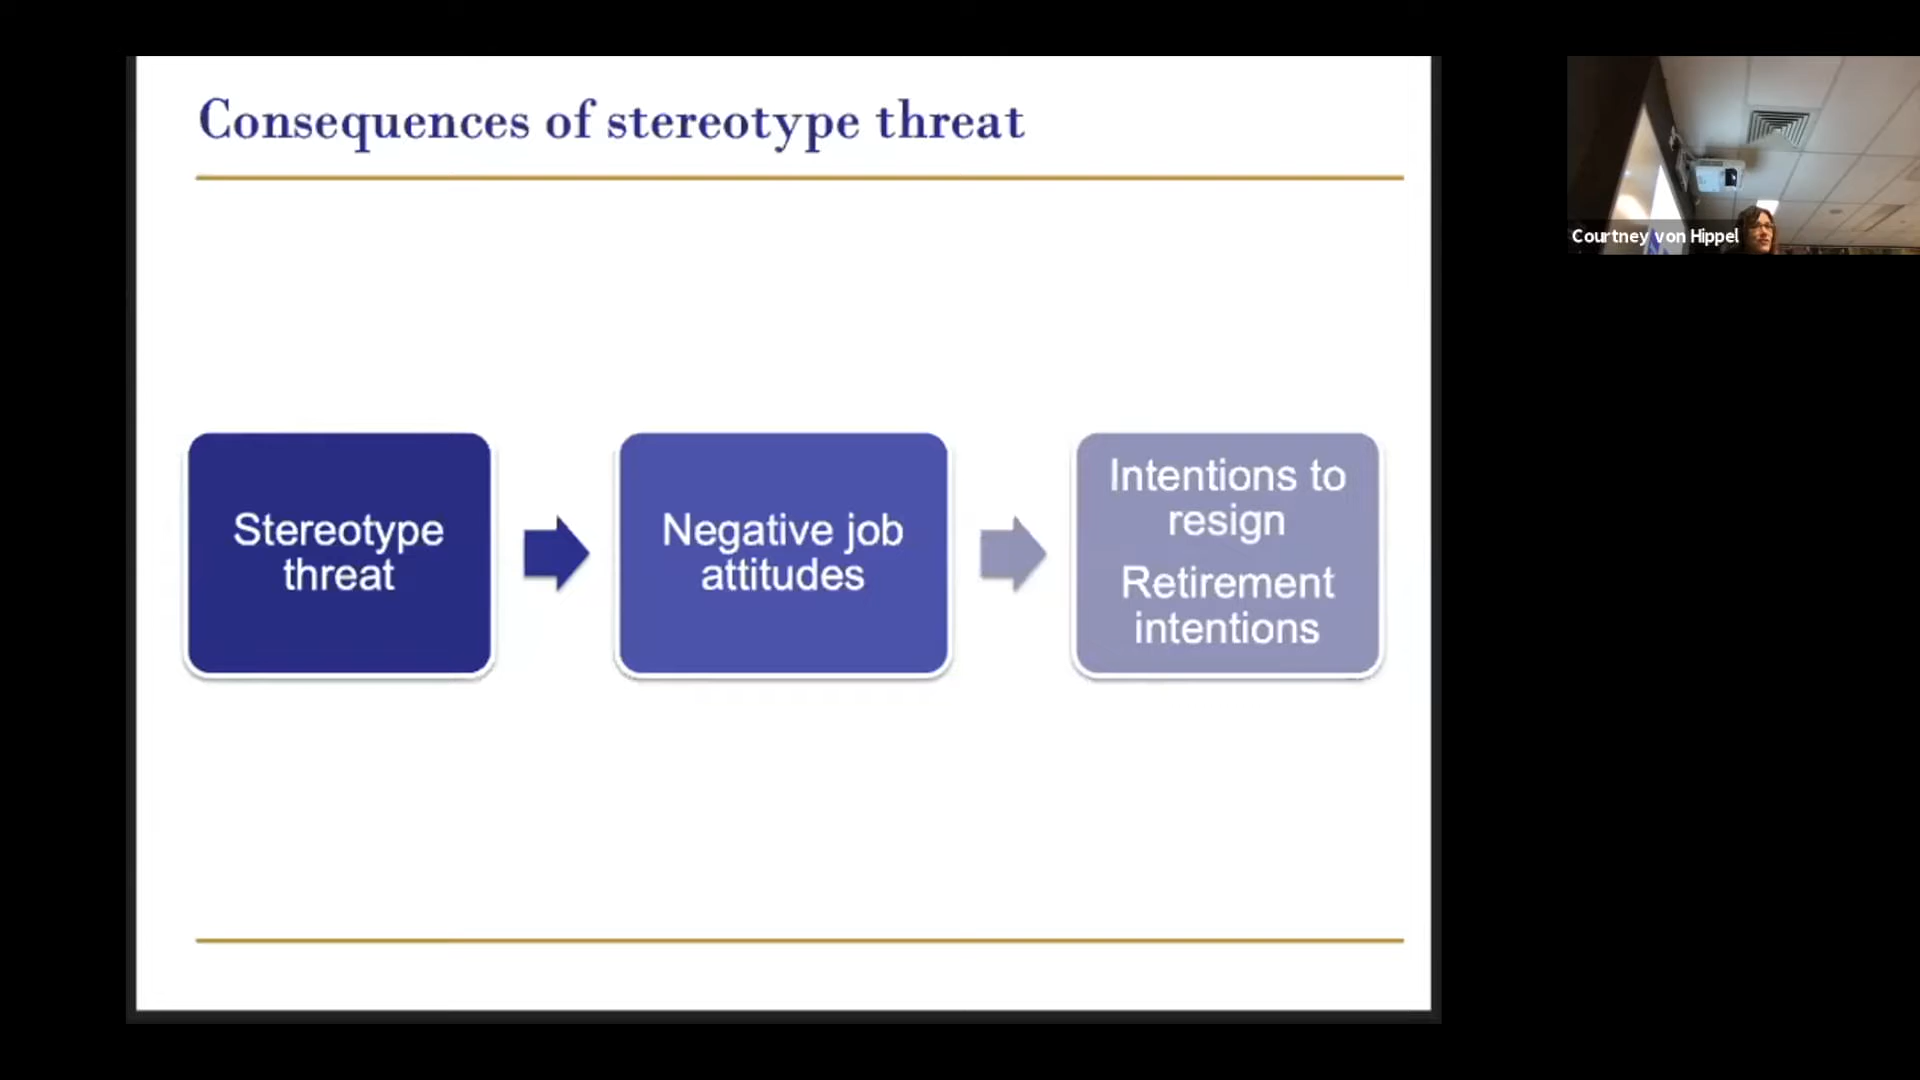 Consequences of stereotype threat
Stereotype
threat
Negative job
attitudes
Intentions to
resign
Retirement
intentions
Courtney von Hippel